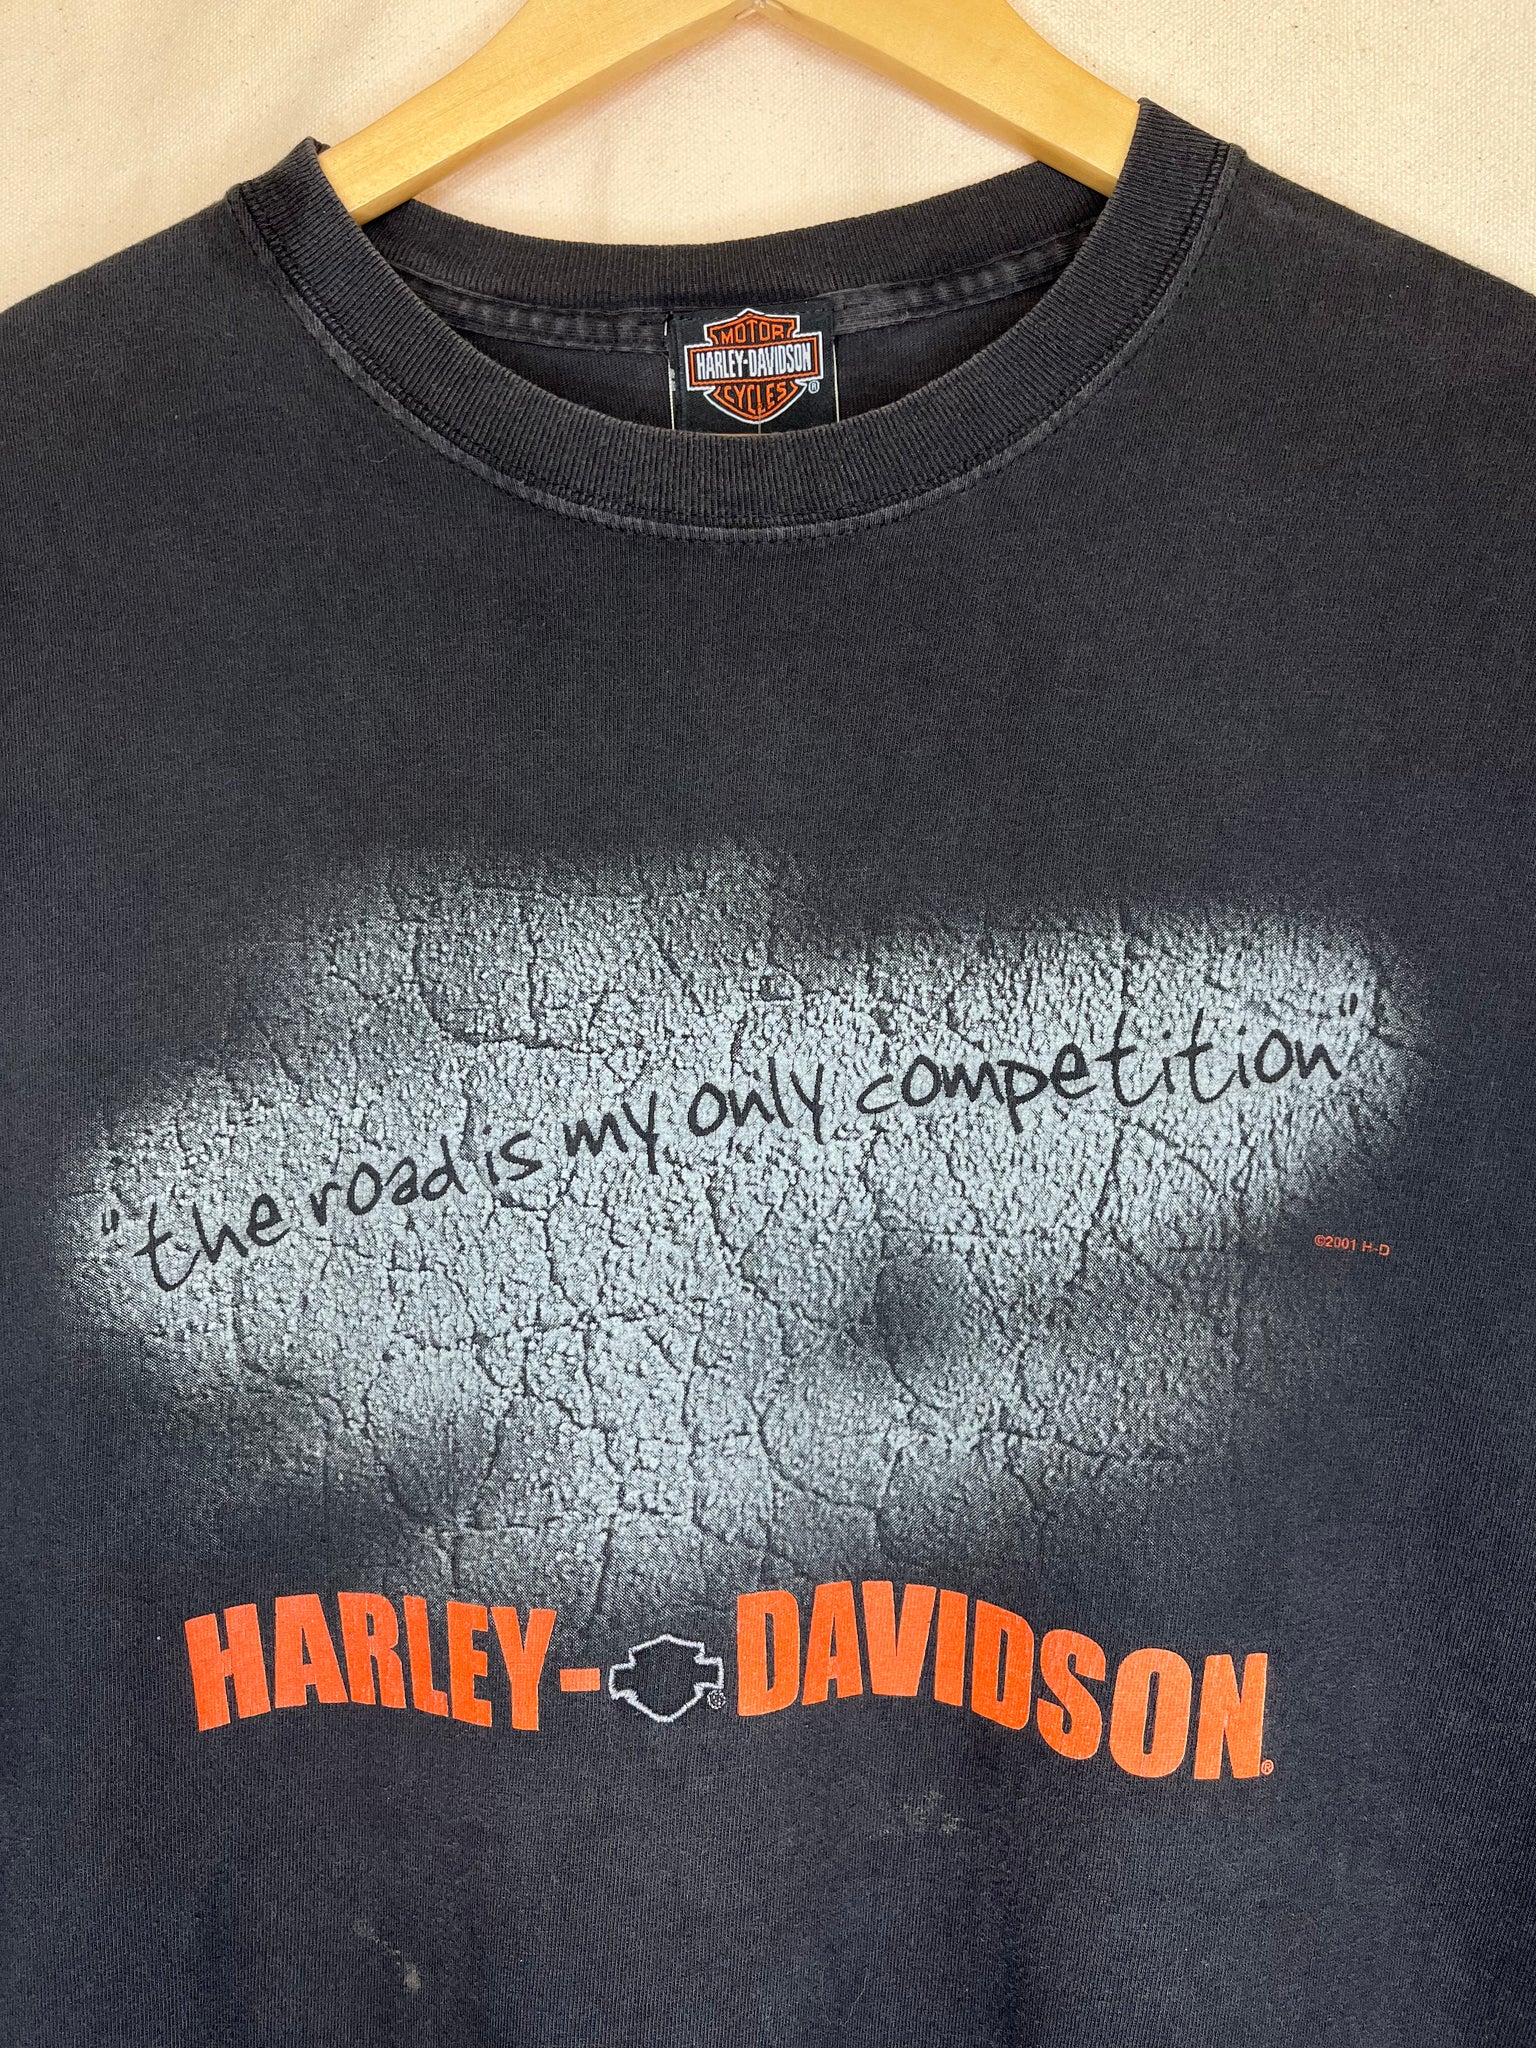 MOTOR
HARLEY-DAVIDSON
CYCLES ®
"the road is my only competition"
©2001 H-D
HARLEY- ® DAVIDSON®